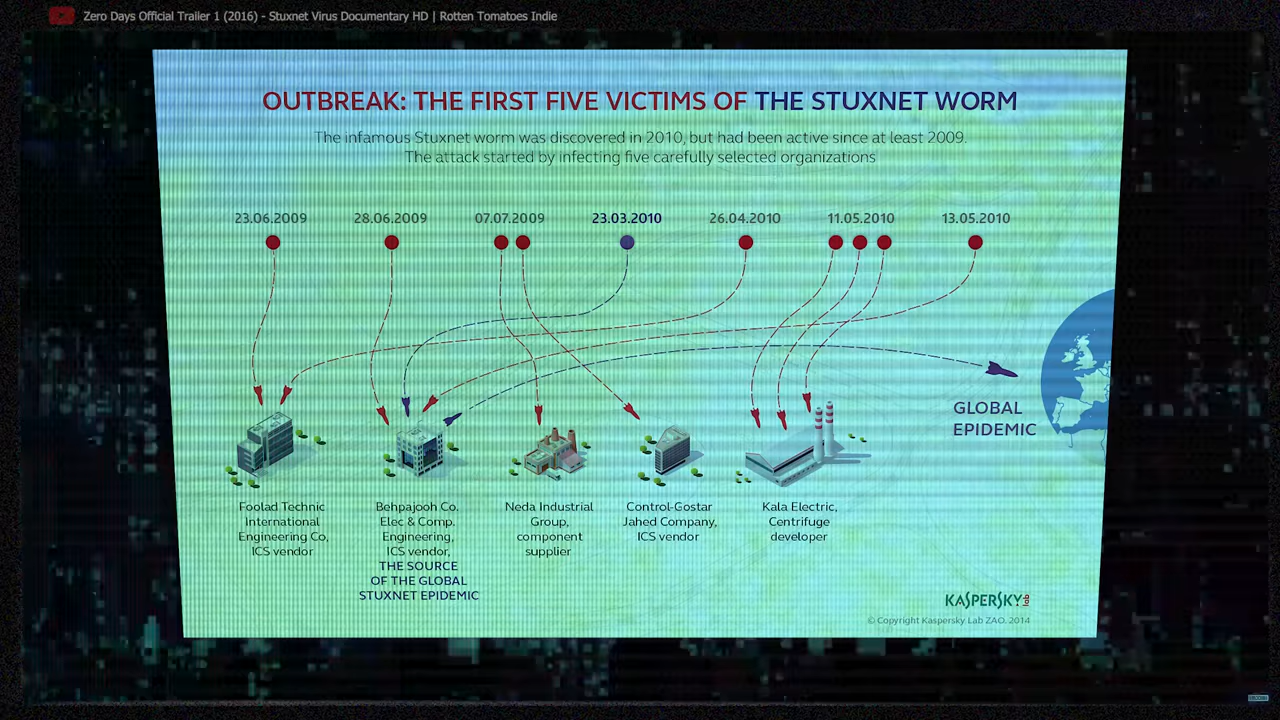 Zero Days Official Trailer 1 (2016) - Stuxnet Virus Documentary HD | Rotten Tomatoes Indie
OUTBREAK: THE FIRST FIVE VICTIMS OF THE STUXNET WORM
The infamous Stuxnet worm was discovered in 2010, but had been active since at least 2009.
The attack started by infecting five carefully selected organizations
23.06.2009 28.06.2009 07.07.2009 23.03.2010 26.04.2010 11.05.2010 13.05.2010
GLOBAL
EPIDEMIC
Foolad Technic
International
Engineering Co,
ICS vendor
Behpajooh Co.
Elec & Comp.
Engineering,
ICS vendor,
THE SOURCE
OF THE GLOBAL
STUXNET EPIDEMIC
Neda Industrial
Group,
component
supplier
Control-Gostar
Jahed Company,
ICS vendor
Kala Electric,
Centrifuge
developer
KASPERSKY lab
© Copyright Kaspersky Lab ZAO. 2014